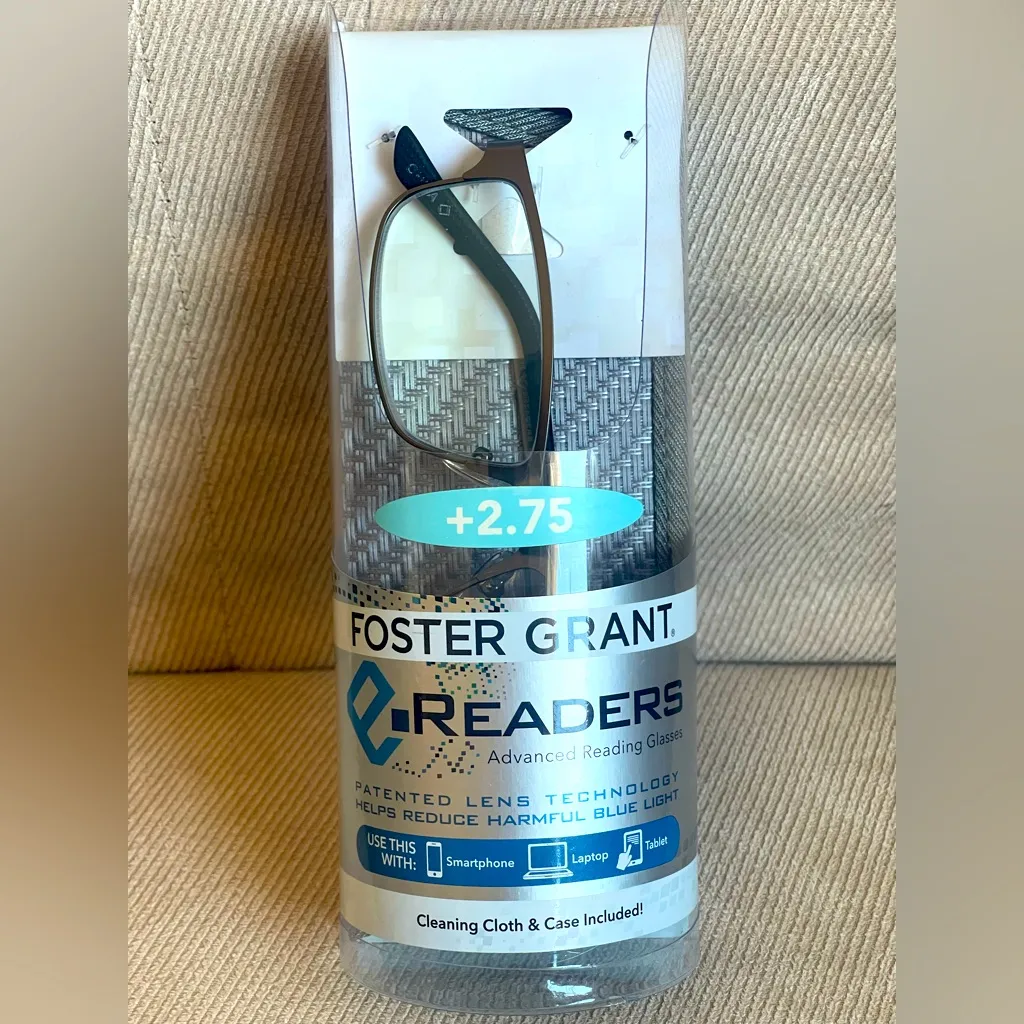 +2.75
FOSTER GRANT®
e.READERS
Advanced Reading Glasses
PATENTED LENS TECHNOLOGY
HELPS REDUCE HARMFUL BLUE LIGHT
USE THIS
WITH:
Smartphone
Laptop
Tablet
Cleaning Cloth & Case Included!